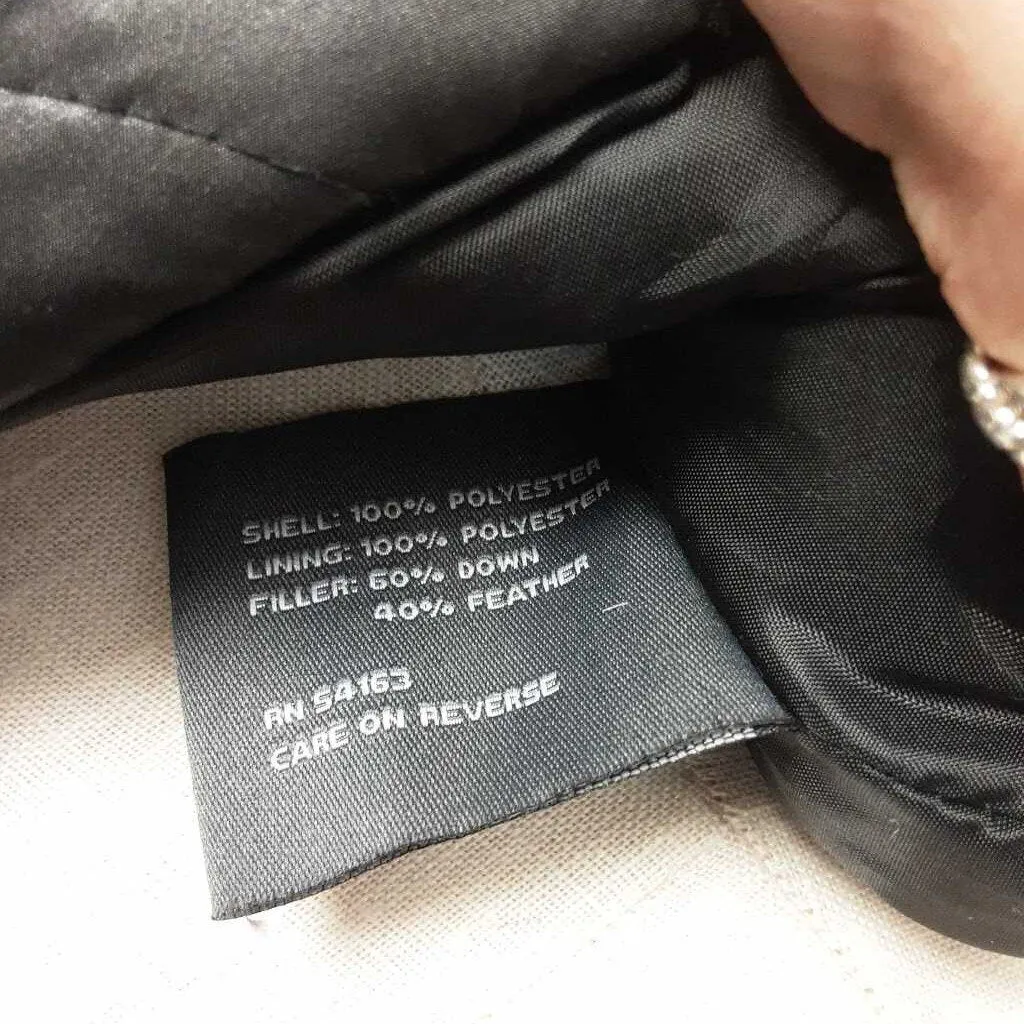 SHELL: 100% POLYESTER
LINING: 100% POLYESTER
FILLER: 60% DOWN
40% FEATHER
RN 54163
CARE ON REVERSE